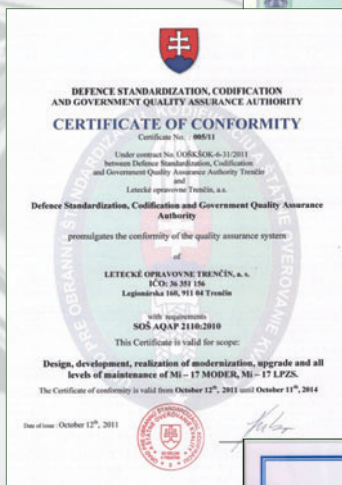 DEFENCE STANDARDIZATION, CODIFICATION
AND GOVERNMENT QUALITY ASSURANCE AUTHORITY
CERTIFICATE OF CONFORMITY
Certificate No. : 005/11
Under contract No. ÚOŠKŠOK-6-31/2011
between Defence Standardization, Codification
and Government Quality Assurance Authority Trenčín
and
Letecké opravovne Trenčín, a.s.
Defence Standardization, Codification and Government Quality Assurance
Authority
promulgates the conformity of the quality assurance system
of
LETECKÉ OPRAVOVNE TRENČÍN, a. s.
IČO: 36 351 156
Legionárska 160, 911 04 Trenčín
with requirements
SOŠ AQAP 2110:2010
This Certificate is valid for scope:
Design, development, realization of modernization, upgrade and all
levels of maintenance of Mi – 17 MODER, Mi – 17 LPZS.
The Certificate of conformity is valid from October 12th, 2011 until October 11th, 2014
Date of issue : October 12th, 2011